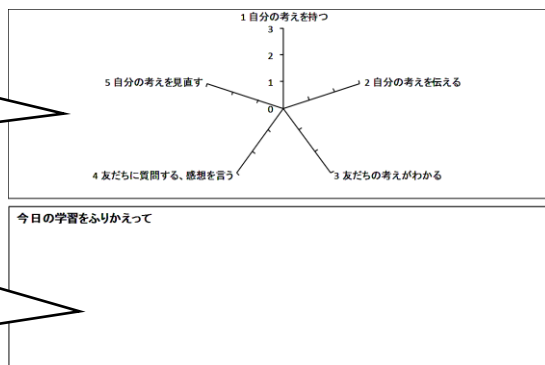 1 自分の考えを持つ
3
2
1
0
5 自分の考えを見直す
2 自分の考えを伝える
4 友だちに質問する、感想を言う
3 友だちの考えがわかる
今日の学習をふりかえって